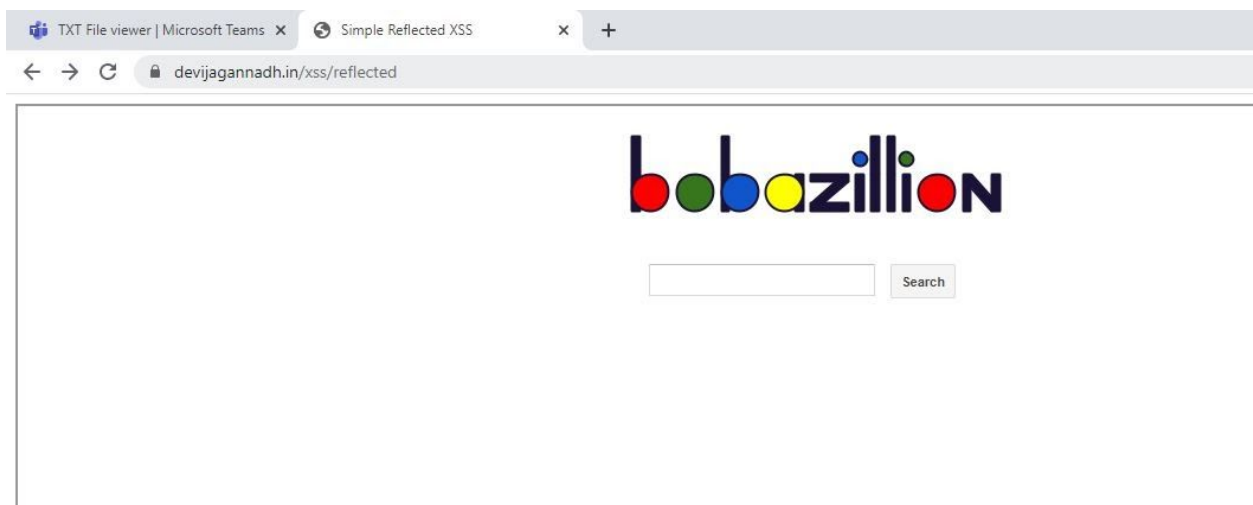 TXT File viewer | Microsoft Teams
Simple Reflected XSS
devijagannadh.in/xss/reflected
bobazillion
Search